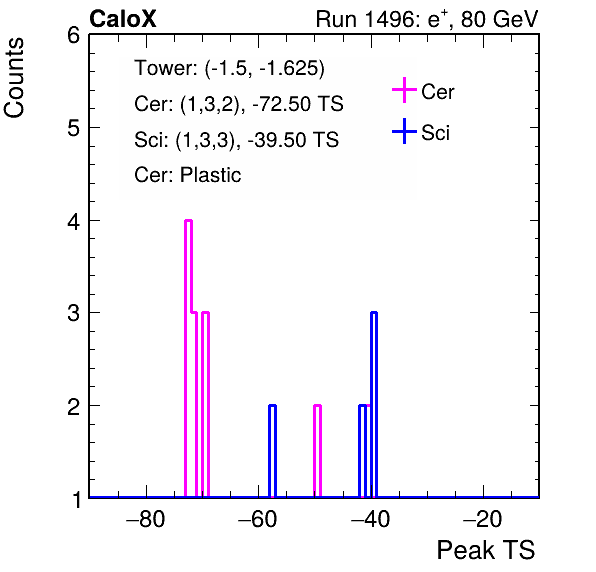 CaloX
Run 1496: e+, 80 GeV
Counts
Tower: (-1.5, -1.625)
Cer: (1,3,2), -72.50 TS
Sci: (1,3,3), -39.50 TS
Cer: Plastic
Cer
Sci
6
5
4
3
2
1
−80
−60
−40
−20
Peak TS